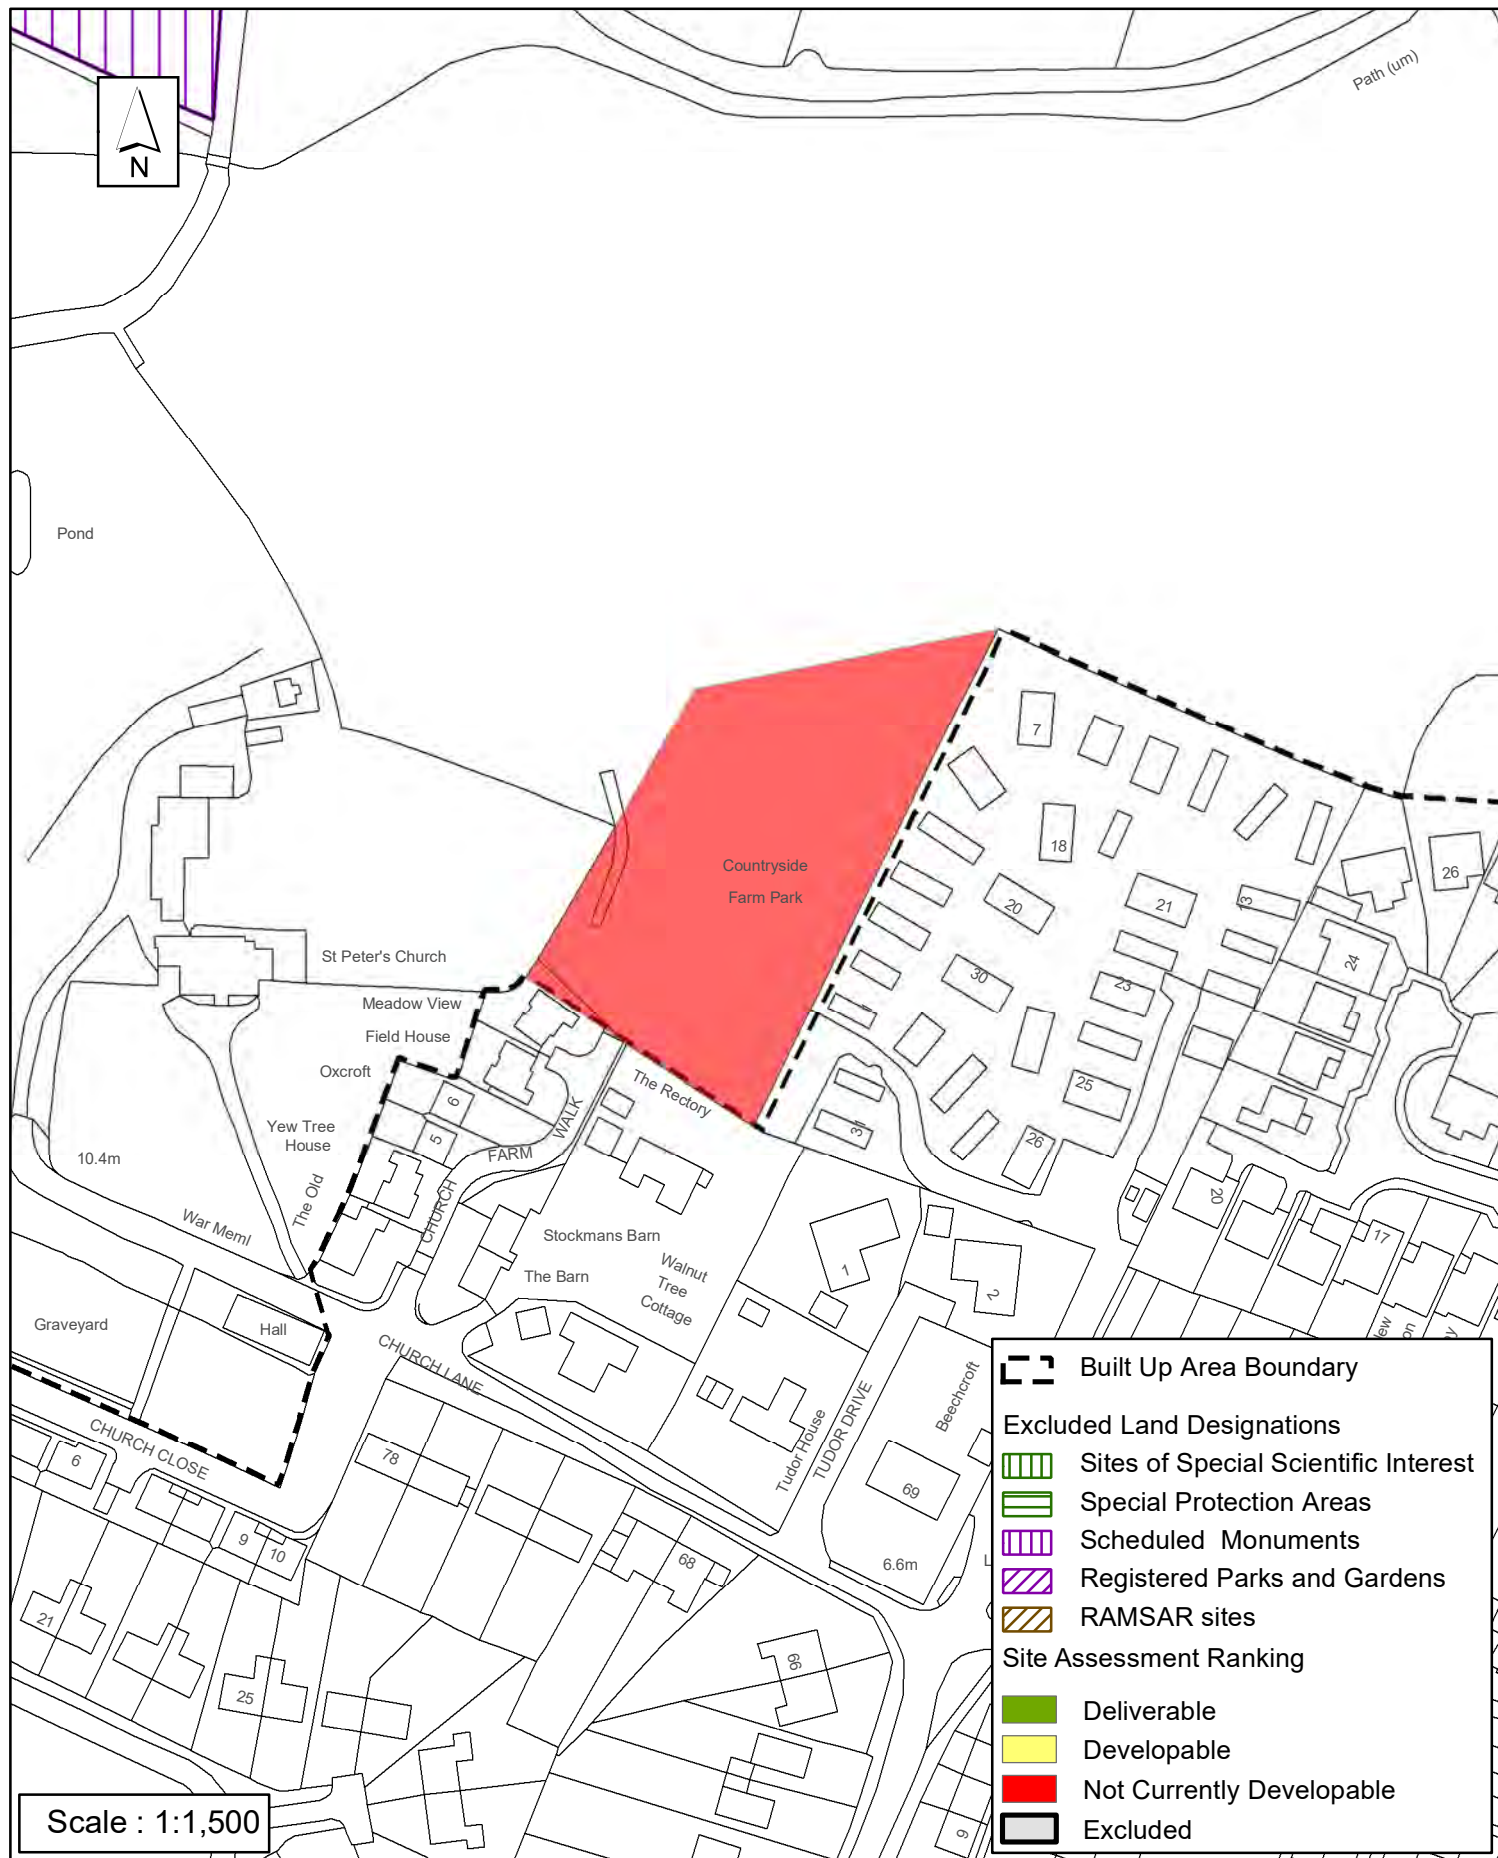 Path (um)
N
Pond
7
18
Countryside
Farm Park
26
20
21
13
St Peter's Church
24
30
23
Meadow View
Field House
Oxcroft
The Rectory
25
6
Yew Tree
House
5
WALK
FARM
31
26
10.4m
The Old
CHURCH
20
War Meml
Stockmans Barn
Walnut
Tree
Cottage
The Barn
1
2
17
Graveyard
Hall
CHURCH LANE
Tudor House
TUDOR DRIVE
Beechcroft
CHURCH CLOSE
6
78
69
9
10
68
6.6m
21
25
66
9
Built Up Area Boundary
Excluded Land Designations
Sites of Special Scientific Interest
Special Protection Areas
Scheduled Monuments
Registered Parks and Gardens
RAMSAR sites
Site Assessment Ranking
Deliverable
Developable
Not Currently Developable
Excluded
Scale : 1:1,500